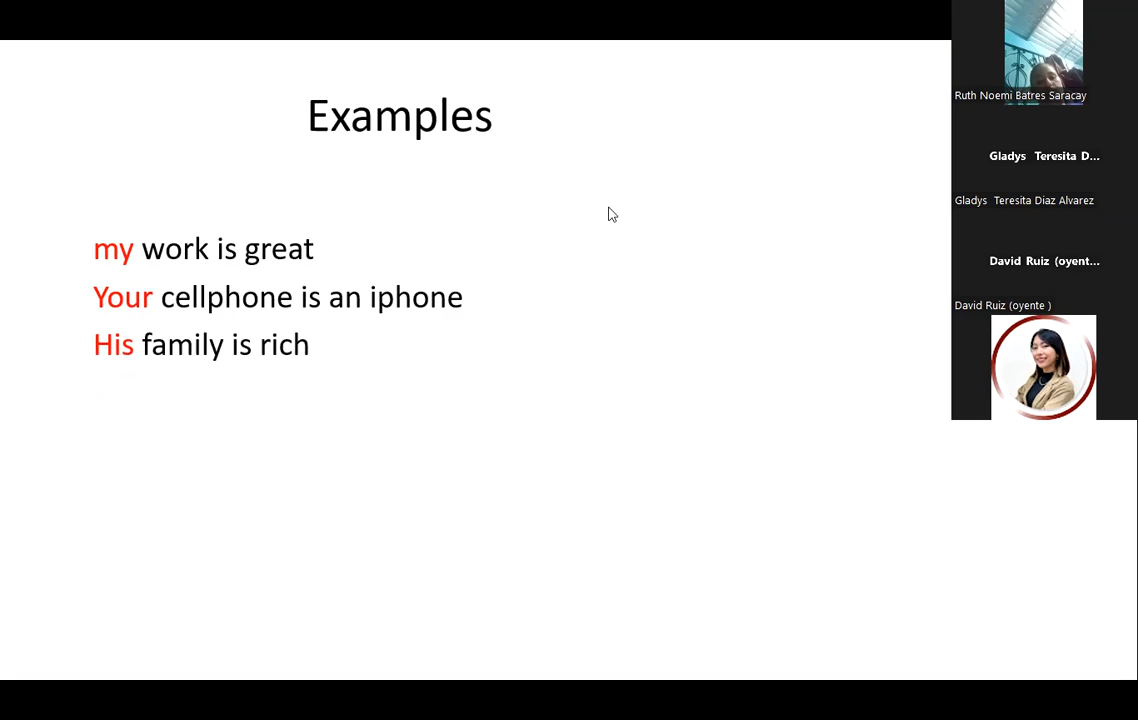 Examples
my work is great
Your cellphone is an iphone
His family is rich
Ruth Noemi Batres Saracay
Gladys Teresita D...
Gladys Teresita Diaz Alvarez
David Ruiz (oyent...
David Ruiz (oyente )